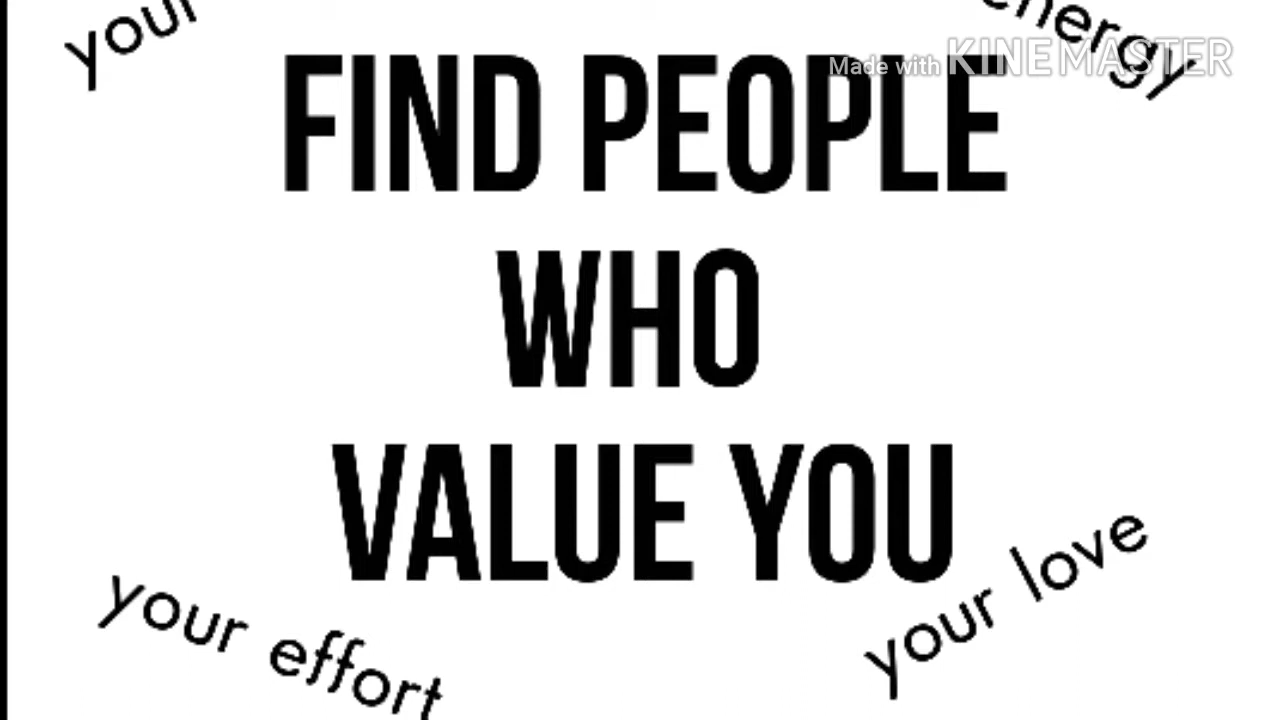 your
energy
Made with KINEMASTER
FIND PEOPLE
WHO
VALUE YOU
your effort
your love